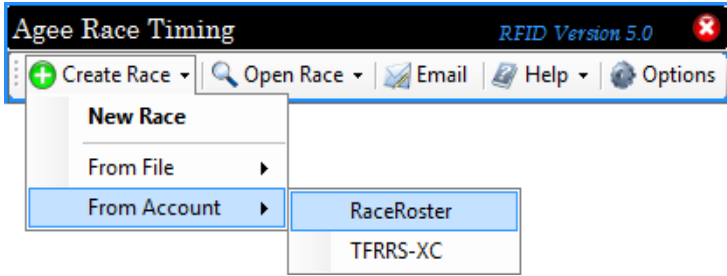 Agee Race Timing RFID Version 5.0
Create Race Open Race Email Help Options
New Race
From File
From Account RaceRoster
TFRRS-XC